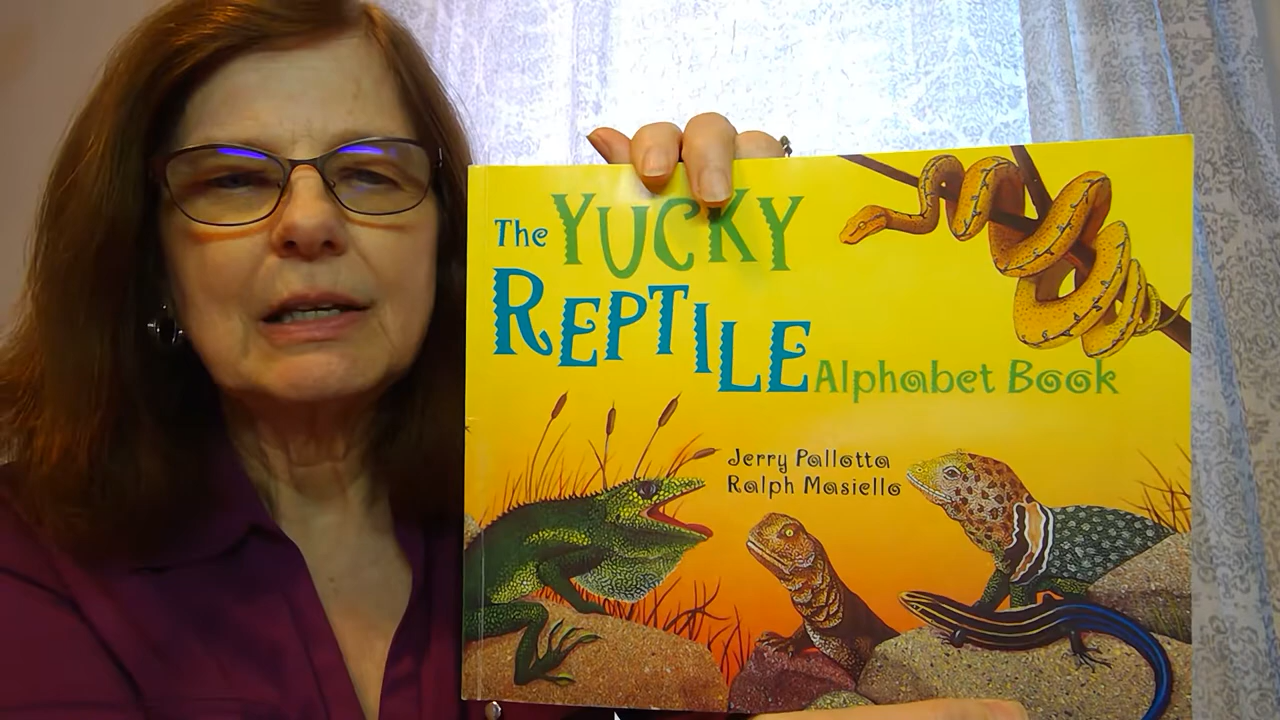 The YUCKY
REPTILE
Alphabet Book
Jerry Pallotta
Ralph Masiello